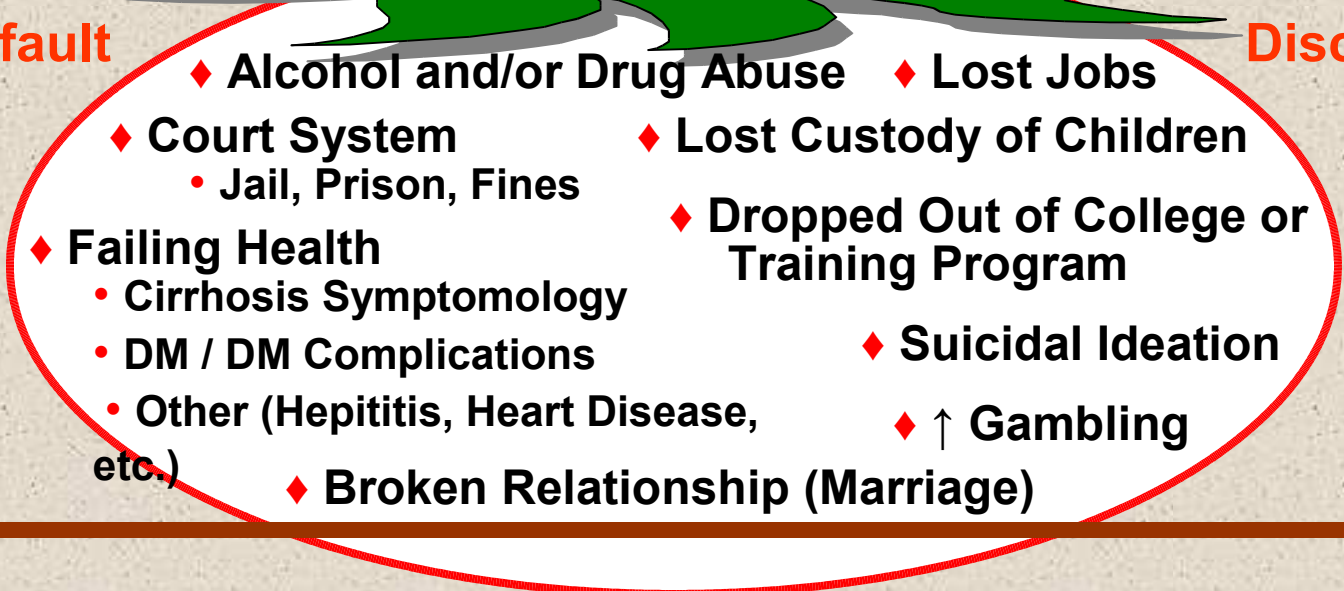 fault
Disc
♦ Alcohol and/or Drug Abuse ♦ Lost Jobs
♦ Court System
• Jail, Prison, Fines
♦ Lost Custody of Children
♦ Dropped Out of College or
Training Program
♦ Failing Health
• Cirrhosis Symptomology
• DM / DM Complications
• Other (Hepititis, Heart Disease,
etc.)
♦ Suicidal Ideation
♦ ↑ Gambling
♦ Broken Relationship (Marriage)